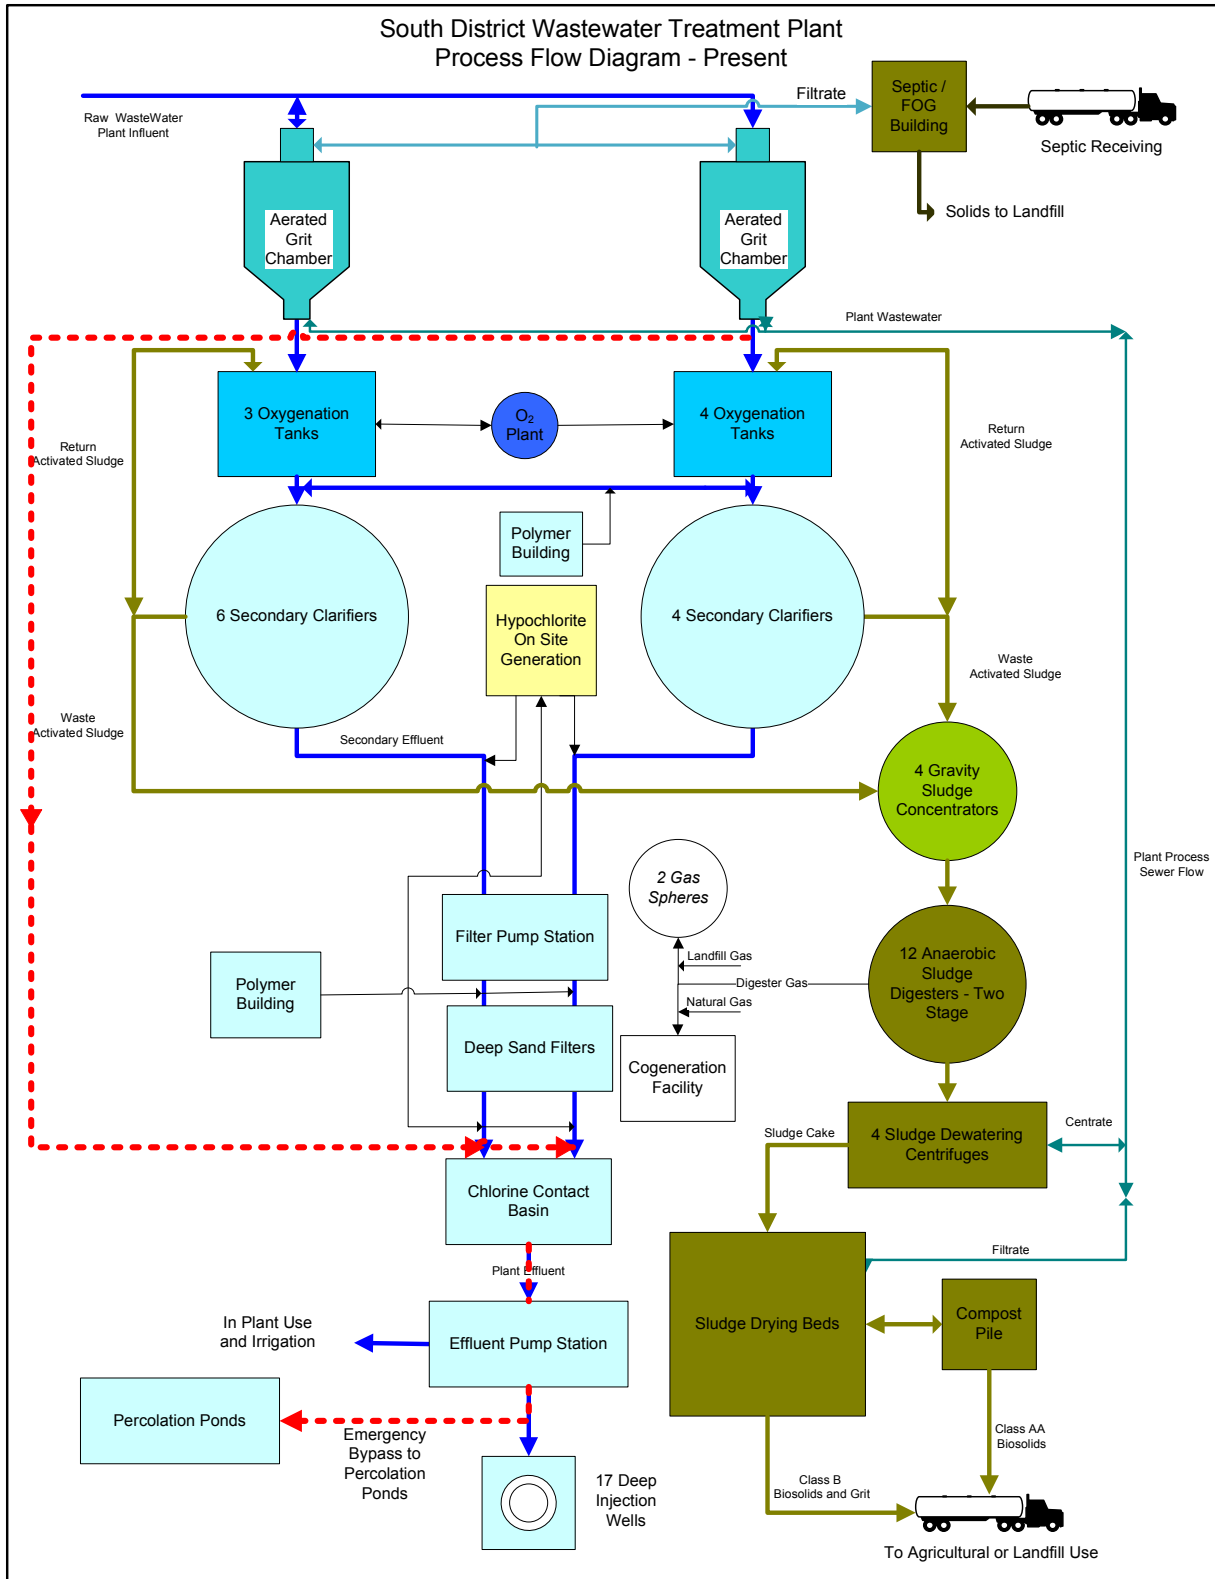 South District Wastewater Treatment Plant
Process Flow Diagram - Present
Raw WasteWater
Plant Influent
Filtrate
Septic /
FOG
Building
Septic Receiving
Solids to Landfill
Aerated
Grit
Chamber
Aerated
Grit
Chamber
Plant Wastewater
3 Oxygenation
Tanks
O2
Plant
4 Oxygenation
Tanks
Return
Activated Sludge
Return
Activated Sludge
Polymer
Building
6 Secondary Clarifiers
Hypochlorite
On Site
Generation
4 Secondary Clarifiers
Waste
Activated Sludge
Waste
Activated Sludge
Secondary Effluent
4 Gravity
Sludge
Concentrators
Plant Process
Sewer Flow
2 Gas
Spheres
Filter Pump Station
Landfill Gas
Digester Gas
Natural Gas
12 Anaerobic
Sludge
Digesters - Two
Stage
Polymer
Building
Deep Sand Filters
Cogeneration
Facility
Sludge Cake
4 Sludge Dewatering
Centrifuges
Centrate
Chlorine Contact
Basin
Filtrate
Plant Effluent
In Plant Use
and Irrigation
Effluent Pump Station
Sludge Drying Beds
Compost
Pile
Percolation Ponds
Emergency
Bypass to
Percolation
Ponds
17 Deep
Injection
Wells
Class AA
Biosolids
Class B
Biosolids and Grit
To Agricultural or Landfill Use